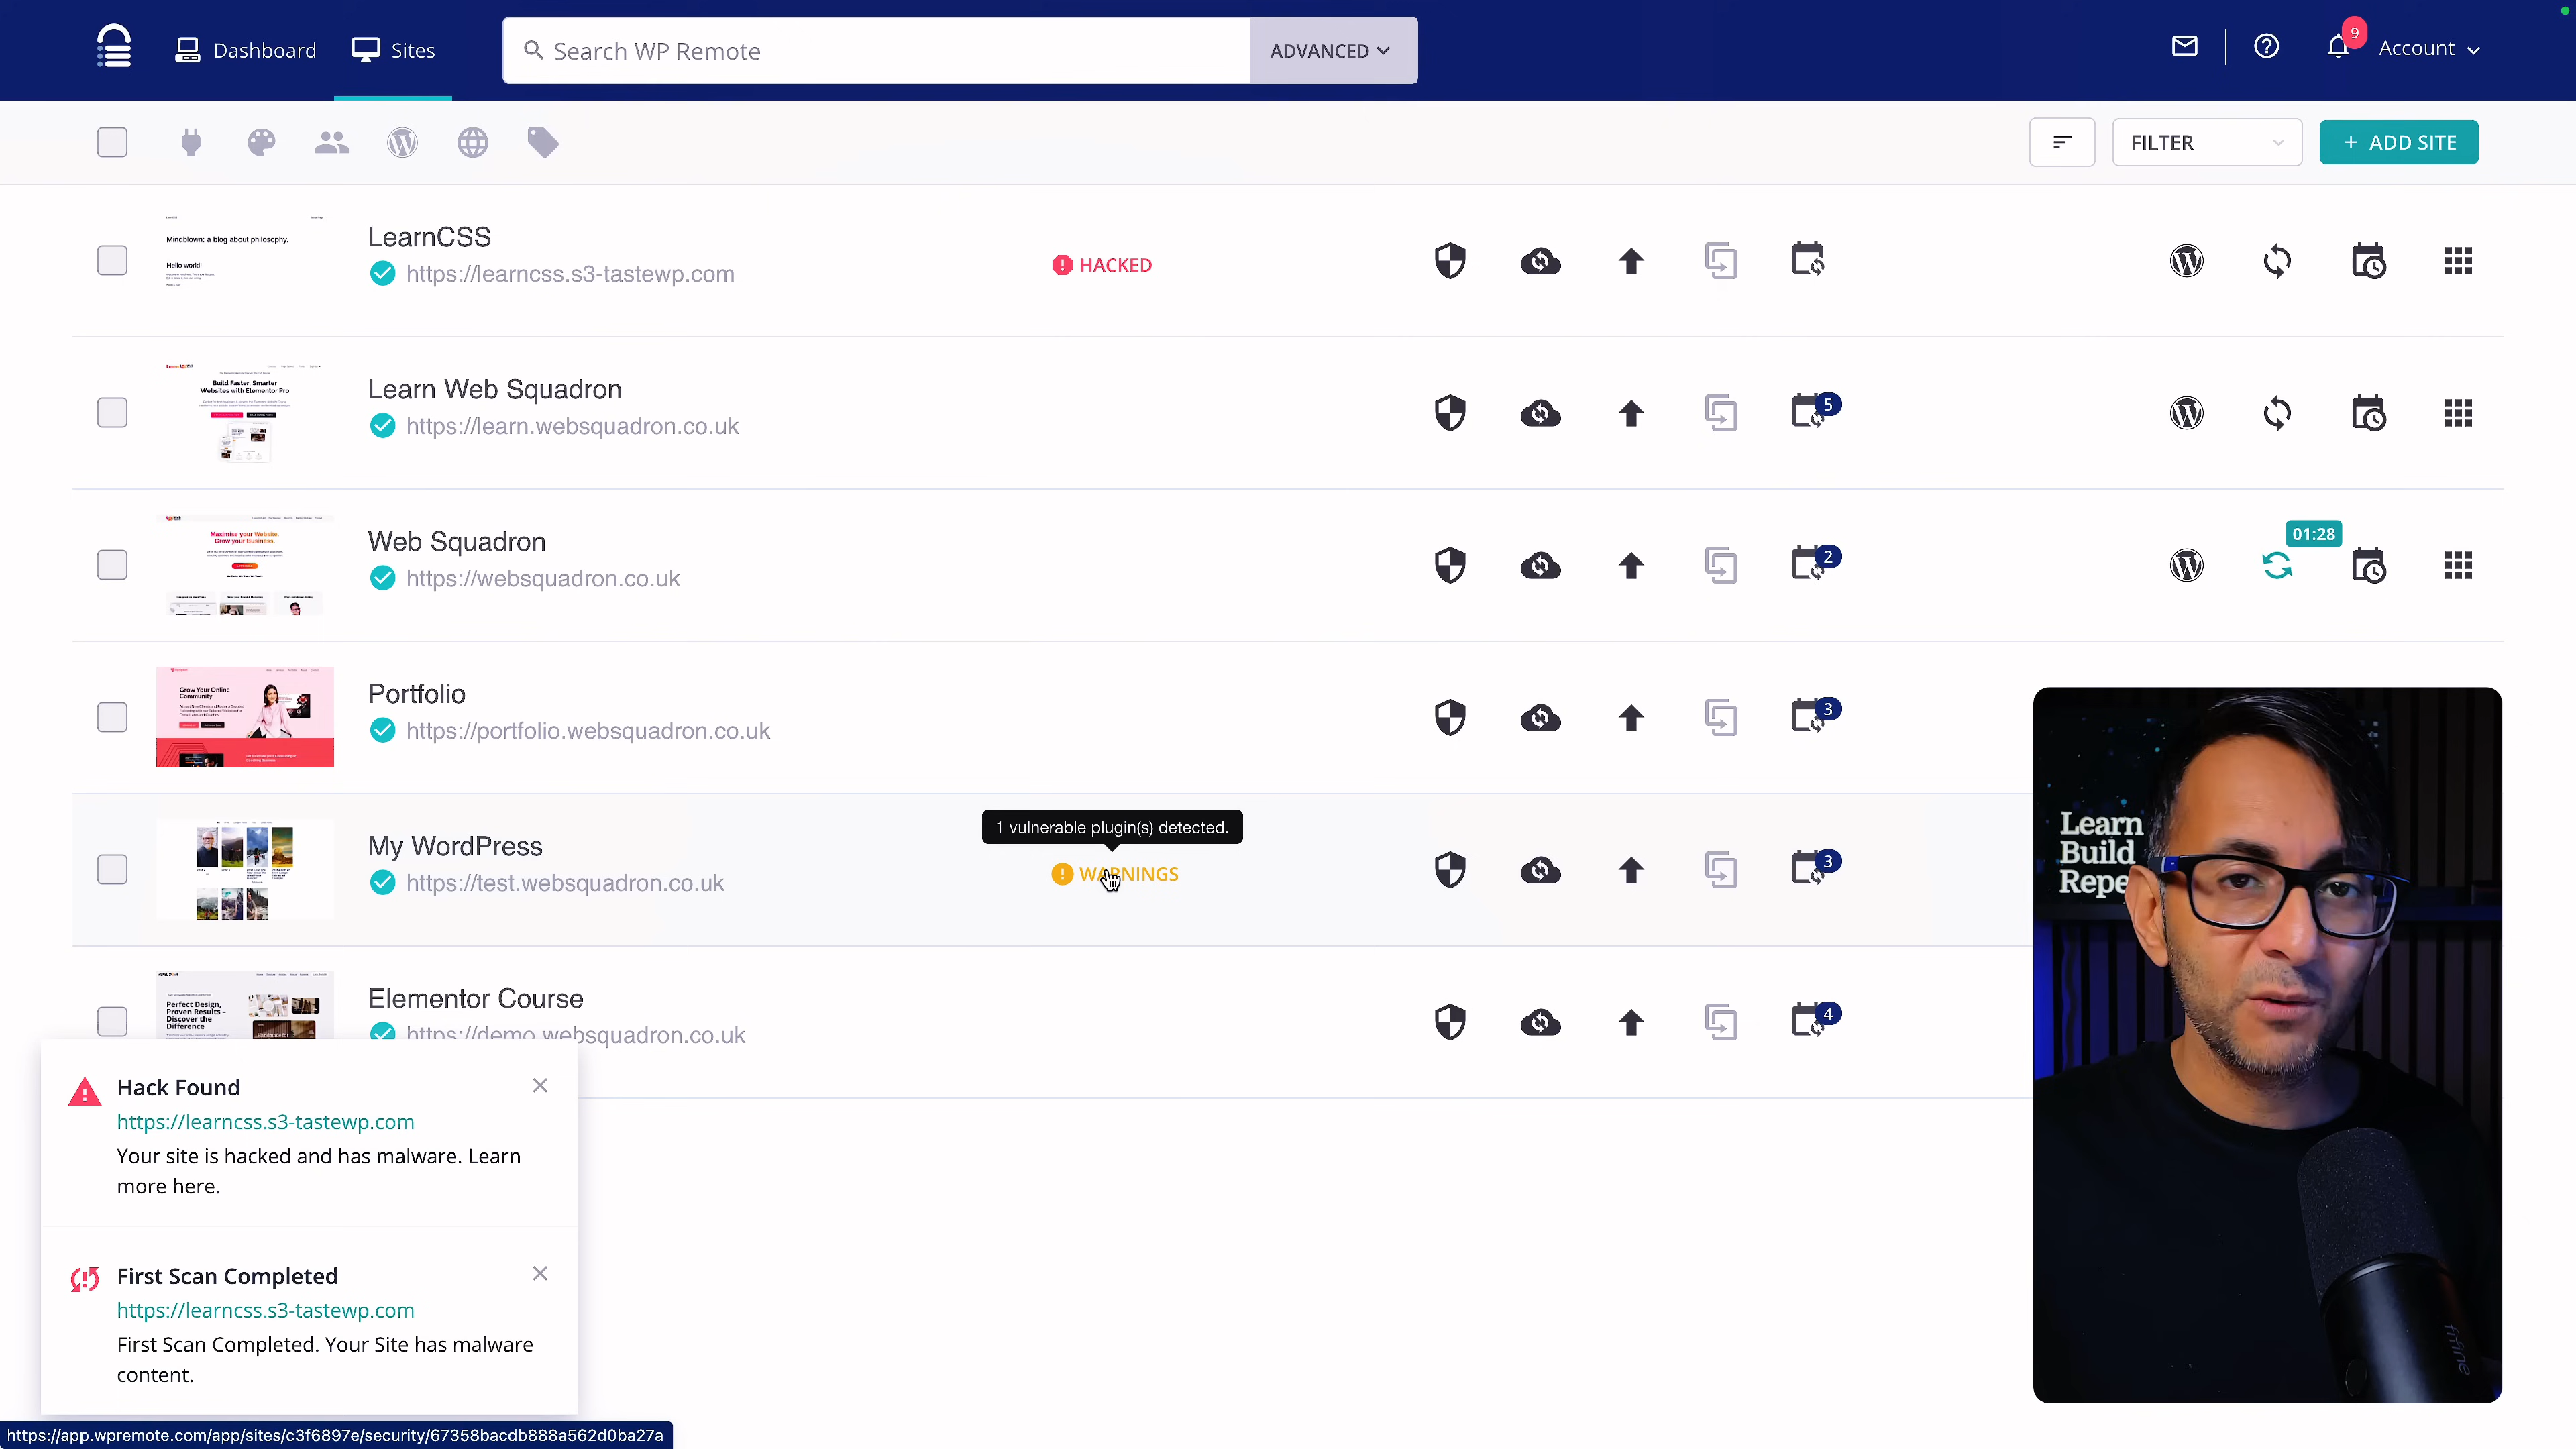 Dashboard
Sites
Search WP Remote
ADVANCED
9
Account
FILTER
+ ADD SITE
Mindblown: a blog about philosophy.
Hello world!
LearnCSS
https://learncss.s3-tastewp.com
HACKED
Build Faster, Smarter
Websites with Elementor Pro
Learn Web Squadron
https://learn.websquadron.co.uk
5
Maximise your Website.
Grow your Business.
Web Squadron
https://websquadron.co.uk
2
01:28
Grow Your Online
Community
Portfolio
https://portfolio.websquadron.co.uk
3
1 vulnerable plugin(s) detected.
My WordPress
https://test.websquadron.co.uk
WARNINGS
3
Perfect Design,
Proven Results –
Discover the
Difference
Elementor Course
https://demo.websquadron.co.uk
4
Learn
Build
Repe
Hack Found
https://learncss.s3-tastewp.com
Your site is hacked and has malware. Learn
more here.
First Scan Completed
https://learncss.s3-tastewp.com
First Scan Completed. Your Site has malware
content.
fifine
https://app.wpremote.com/app/sites/c3f6897e/security/67358bacdb888a562d0ba27a